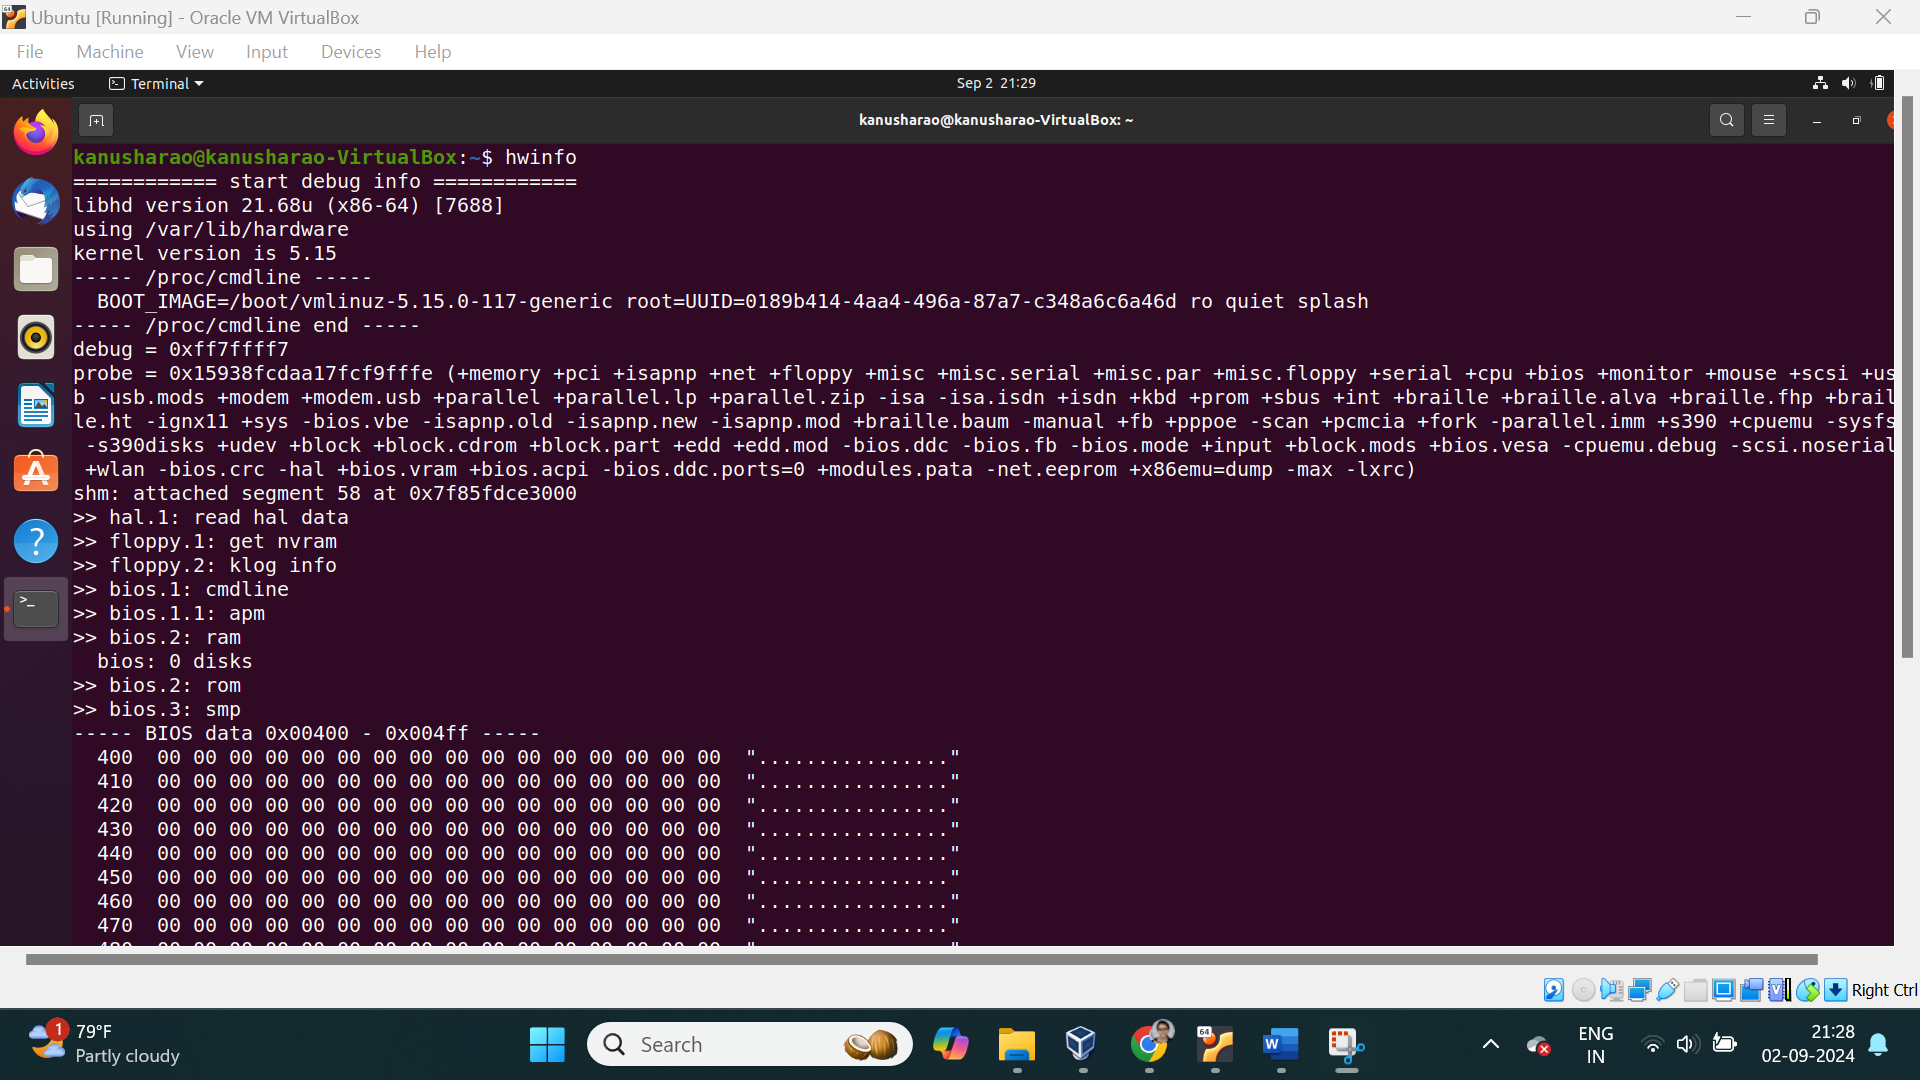 Ubuntu [Running] - Oracle VM VirtualBox
File Machine View Input Devices Help
Activities Terminal Sep 2 21:29
kanusharao@kanusharao-VirtualBox: ~
kanusharao@kanusharao-VirtualBox:~$ hwinfo
============ start debug info ============
libhd version 21.68u (x86-64) [7688]
using /var/lib/hardware
kernel version is 5.15
----- /proc/cmdline -----
  BOOT_IMAGE=/boot/vmlinuz-5.15.0-117-generic root=UUID=0189b414-4aa4-496a-87a7-c348a6c6a46d ro quiet splash
----- /proc/cmdline end -----
debug = 0xff7ffff7
probe = 0x15938fcdaa17fcf9fffe (+memory +pci +isapnp +net +floppy +misc +misc.serial +misc.par +misc.floppy +serial +cpu +bios +monitor +mouse +scsi +us
b -usb.mods +modem +modem.usb +parallel +parallel.lp +parallel.zip -isa -isa.isdn +isdn +kbd +prom +sbus +int +braille +braille.alva +braille.fhp +brail
le.ht -ignx11 +sys -bios.vbe -isapnp.old -isapnp.new -isapnp.mod +braille.baum -manual +fb +pppoe -scan +pcmcia +fork -parallel.imm +s390 +cpuemu -sysfs
 -s390disks +udev +block +block.cdrom +block.part +edd +edd.mod -bios.ddc -bios.fb -bios.mode +input +block.mods +bios.vesa -cpuemu.debug -scsi.noserial
 +wlan -bios.crc -hal +bios.vram +bios.acpi -bios.ddc.ports=0 +modules.pata -net.eeprom +x86emu=dump -max -lxrc)
shm: attached segment 58 at 0x7f85fdce3000
>> hal.1: read hal data
>> floppy.1: get nvram
>> floppy.2: klog info
>> bios.1: cmdline
>> bios.1.1: apm
>> bios.2: ram
  bios: 0 disks
>> bios.2: rom
>> bios.3: smp
----- BIOS data 0x00400 - 0x004ff -----
  400  00 00 00 00 00 00 00 00 00 00 00 00 00 00 00 00  "................"
  410  00 00 00 00 00 00 00 00 00 00 00 00 00 00 00 00  "................"
  420  00 00 00 00 00 00 00 00 00 00 00 00 00 00 00 00  "................"
  430  00 00 00 00 00 00 00 00 00 00 00 00 00 00 00 00  "................"
  440  00 00 00 00 00 00 00 00 00 00 00 00 00 00 00 00  "................"
  450  00 00 00 00 00 00 00 00 00 00 00 00 00 00 00 00  "................"
  460  00 00 00 00 00 00 00 00 00 00 00 00 00 00 00 00  "................"
  470  00 00 00 00 00 00 00 00 00 00 00 00 00 00 00 00  "................"
Right Ctrl
1 79°F
Partly cloudy
Search
64
W
ENG
IN
21:28
02-09-2024